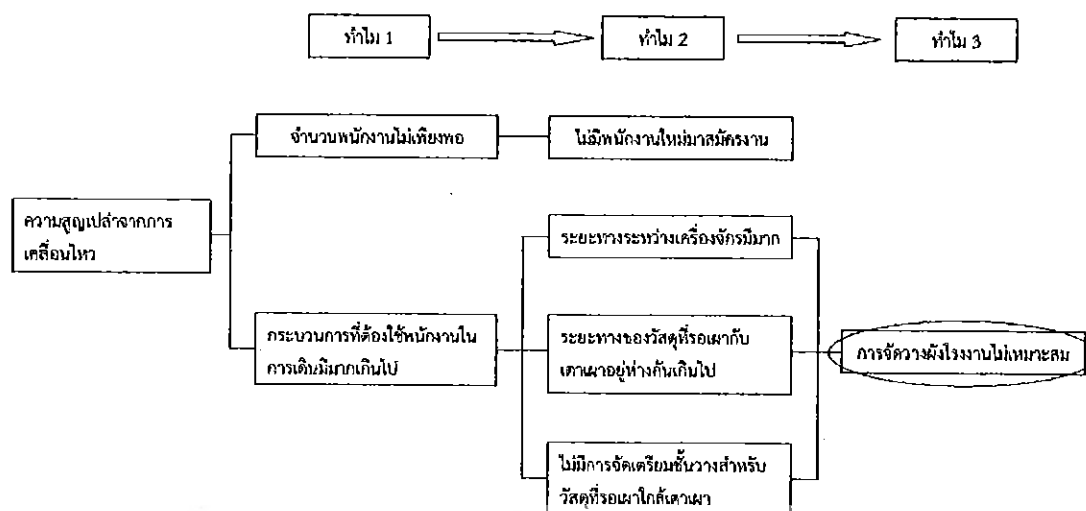 ทำไม 1
ทำไม 2
ทำไม 3
จำนวนพนักงานไม่เพียงพอ
ไม่มีพนักงานใหม่มาสมัครงาน
ความสูญเปล่าจากการ
เคลื่อนไหว
ระยะทางระหว่างเครื่องจักรมีมาก
กระบวนการที่ต้องใช้พนักงานใน
การเดินมีมากเกินไป
ระยะทางของวัสดุที่รอเผากับ
เตาเผาอยู่ห่างกันเกินไป
การจัดวางผังโรงงานไม่เหมาะสม
ไม่มีการจัดเตรียมชั้นวางสำหรับ
วัสดุที่รอเผาใกล้เตาเผา